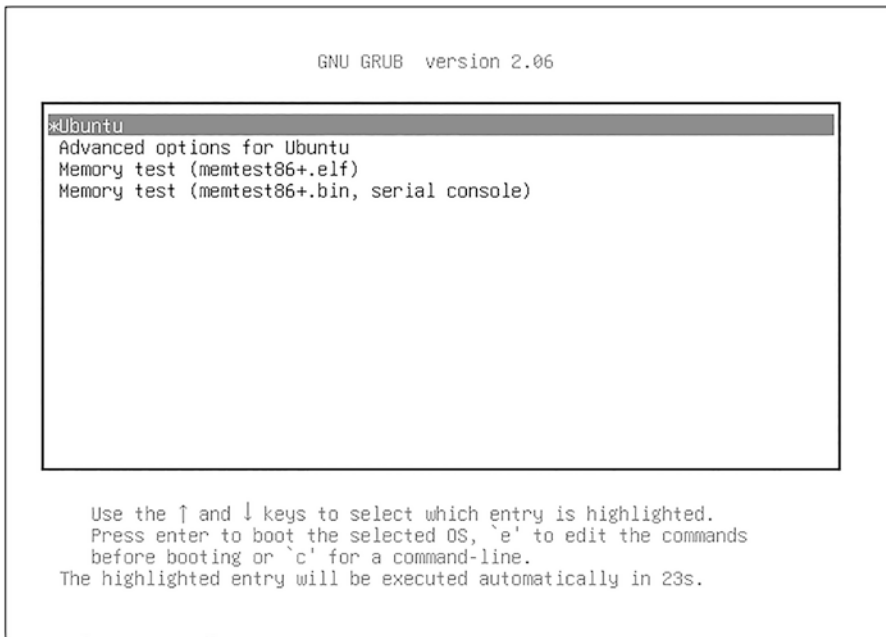 GNU GRUB version 2.06
*Ubuntu
Advanced options for Ubuntu
Memory test (memtest86+.elf)
Memory test (memtest86+.bin, serial console)
Use the ↑ and ↓ keys to select which entry is highlighted.
Press enter to boot the selected OS, `e' to edit the commands
before booting or `c' for a command-line.
The highlighted entry will be executed automatically in 23s.